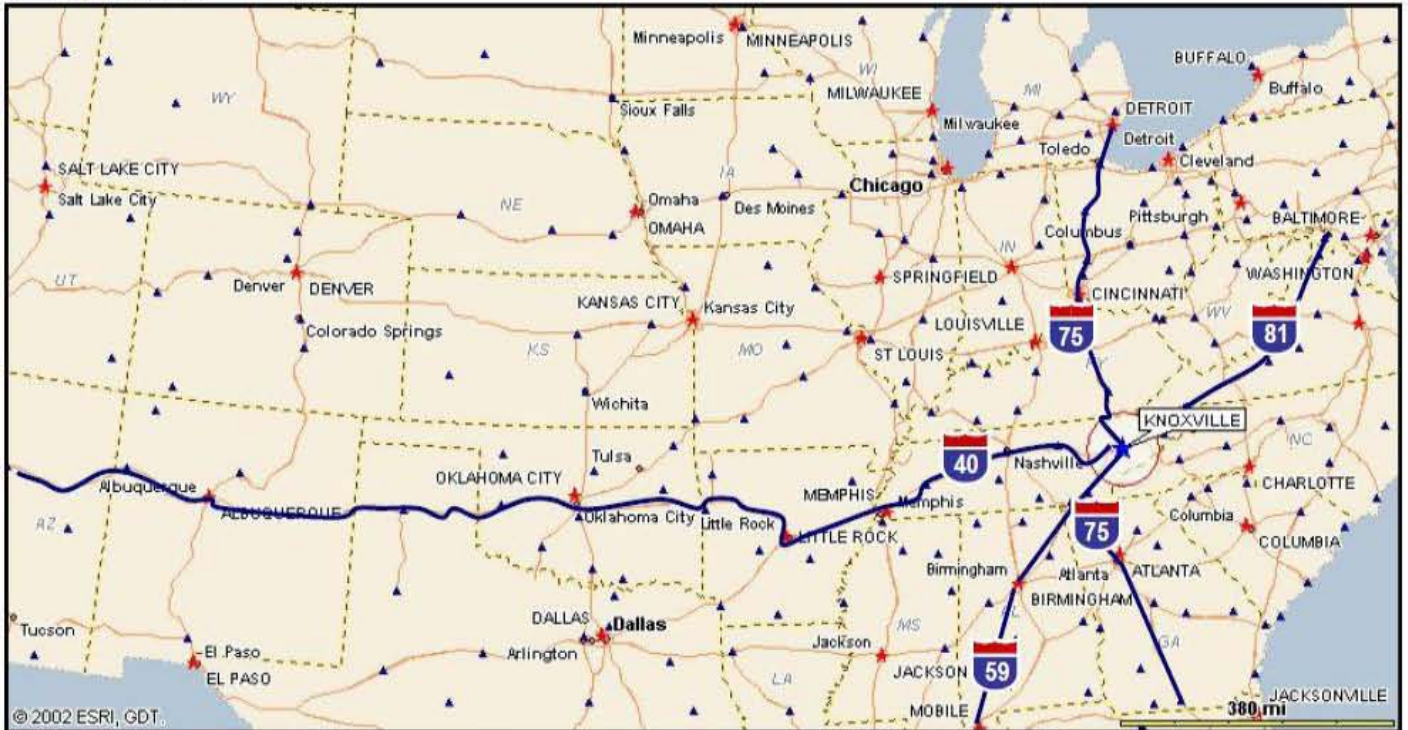 Minneapolis
MINNEAPOLIS
BUFFALO
Buffalo
WI
MI
WY
MILWAUKEE
Milwaukee
DETROIT
Detroit
Sioux Falls
Toledo
Cleveland
SALT LAKE CITY
Salt Lake City
Chicago
IA
NE
Omaha
OMAHA
Des Moines
Pittsburgh
BALTIMORE
Columbus
IN
UT
SPRINGFIELD
WASHINGTON
Denver
DENVER
KANSAS CITY
Kansas City
CINCINNATI
Colorado Springs
LOUISVILLE
WV
75
81
KS
MO
ST LOUIS
KY
Wichita
KNOXVILLE
NC
Tulsa
40
Nashville
OKLAHOMA CITY
Albuquerque
ALBUQUERQUE
MEMPHIS
Memphis
CHARLOTTE
AZ
Oklahoma City
Little Rock
LITTLE ROCK
75
Columbia
COLUMBIA
Birmingham
BIRMINGHAM
Atlanta
ATLANTA
AL
DALLAS
Dallas
Tucson
Arlington
MS
Jackson
GA
El Paso
EL PASO
LA
JACKSON
59
MOBILE
JACKSONVILLE
380 mi
© 2002 ESRI, GDT.